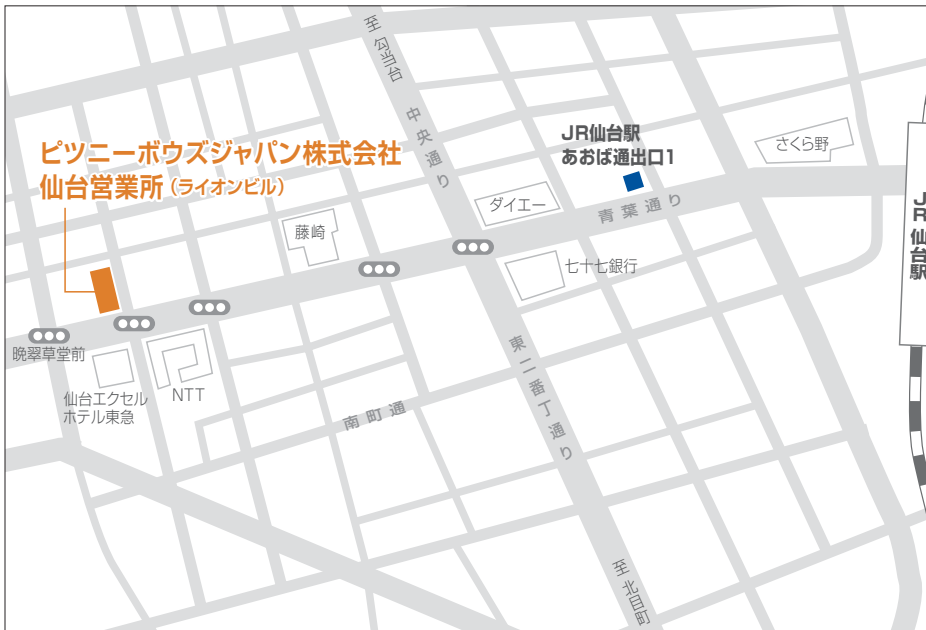 至勾当台
中央通り
ピツニーボウズジャパン株式会社
仙台営業所（ライオンビル）
JR仙台駅
あおば通出口1
さくら野
JR仙台駅
ダイエー
青葉通り
藤崎
七十七銀行
晩翠草堂前
仙台エクセル
ホテル東急
NTT
南町通
東二番丁通り
至北目町